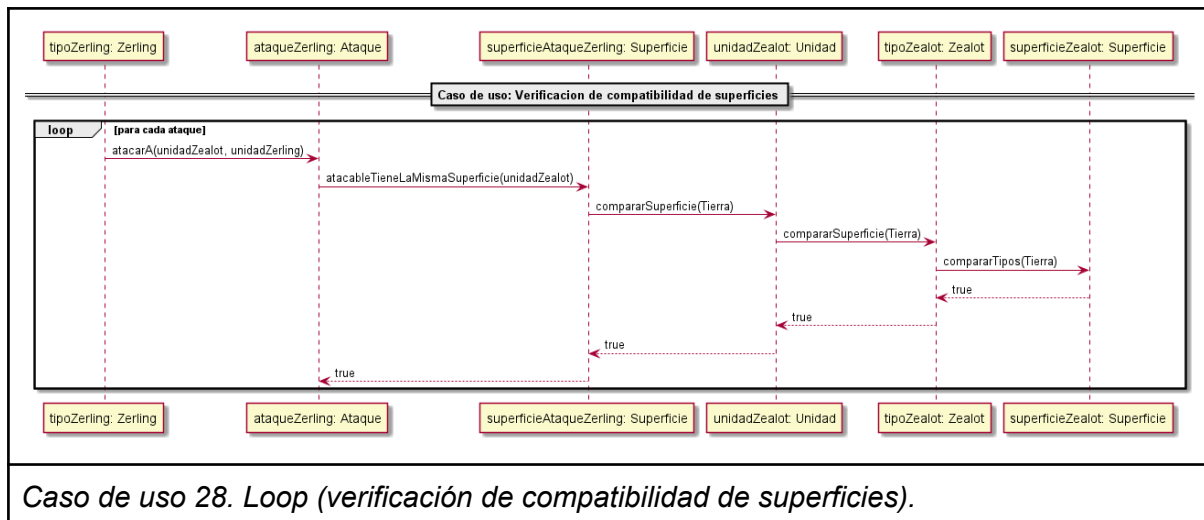 tipoZerling: Zerling
ataqueZerling: Ataque
superficieAtaqueZerling: Superficie
unidadZealot: Unidad
tipoZealot: Zealot
superficieZealot: Superficie
Caso de uso: Verificacion de compatibilidad de superficies
loop
[para cada ataque]
atacarA(unidadZealot, unidadZerling)
atacableTieneLaMismaSuperficie(unidadZealot)
compararSuperficie(Tierra)
compararSuperficie(Tierra)
compararTipos(Tierra)
true
true
true
true
tipoZerling: Zerling
ataqueZerling: Ataque
superficieAtaqueZerling: Superficie
unidadZealot: Unidad
tipoZealot: Zealot
superficieZealot: Superficie
Caso de uso 28. Loop (verificación de compatibilidad de superficies).